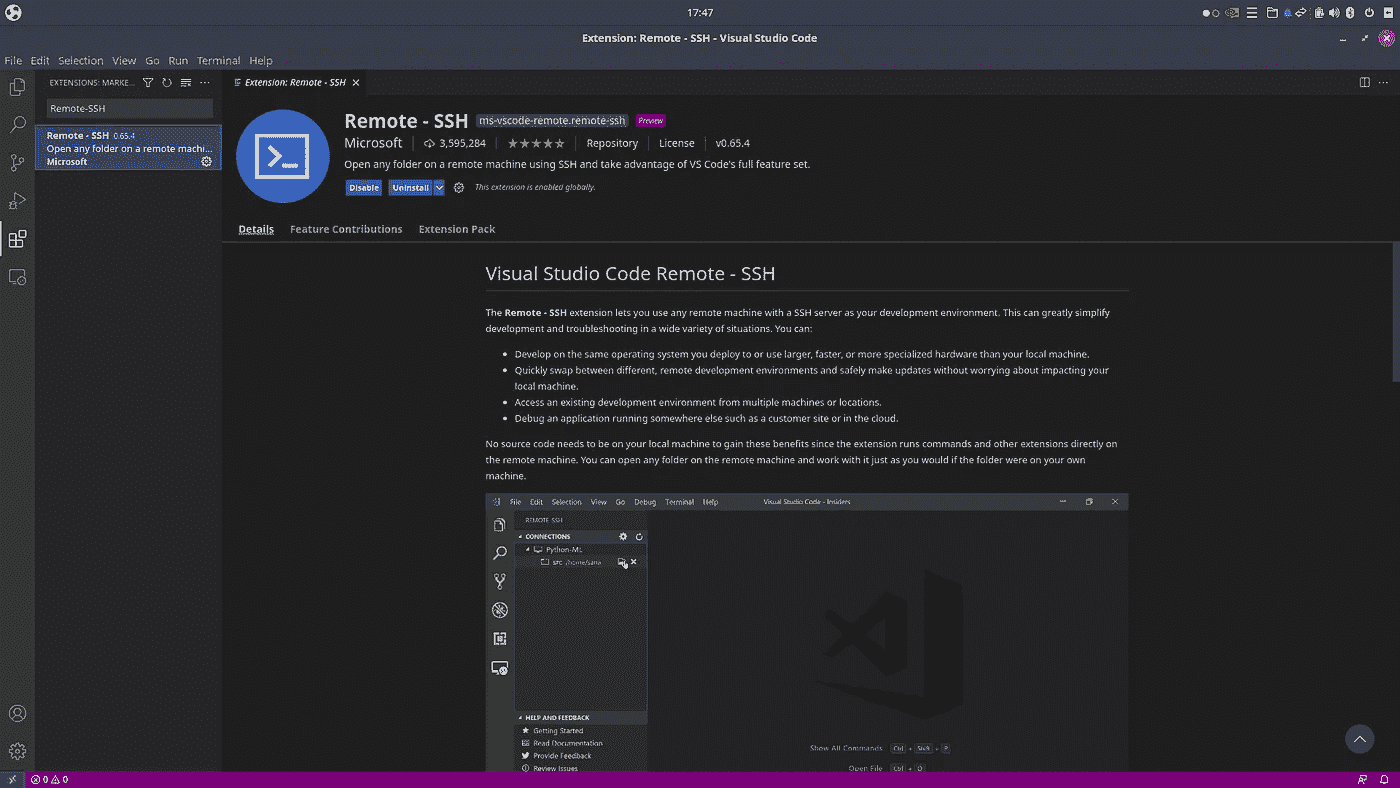 17:47
Extension: Remote - SSH - Visual Studio Code
File Edit Selection View Go Run Terminal Help
EXTENSIONS: MARKE...
Extension: Remote - SSH
Remote-SSH
Remote - SSH 0.65.4
Open any folder on a remote machi...
Microsoft
Remote - SSH ms-vscode-remote.remote-ssh Preview
Microsoft 3,595,284 Repository License v0.65.4
Open any folder on a remote machine using SSH and take advantage of VS Code's full feature set.
Disable Uninstall This extension is enabled globally.
Details Feature Contributions Extension Pack
Visual Studio Code Remote - SSH
The Remote - SSH extension lets you use any remote machine with a SSH server as your development environment. This can greatly simplify
development and troubleshooting in a wide variety of situations. You can:
• Develop on the same operating system you deploy to or use larger, faster, or more specialized hardware than your local machine.
• Quickly swap between different, remote development environments and safely make updates without worrying about impacting your
local machine.
• Access an existing development environment from multiple machines or locations.
• Debug an application running somewhere else such as a customer site or in the cloud.
No source code needs to be on your local machine to gain these benefits since the extension runs commands and other extensions directly on
the remote machine. You can open any folder on the remote machine and work with it just as you would if the folder were on your own
machine.
File Edit Selection View Go Debug Terminal Help Visual Studio Code - Insiders
REMOTE SSH
CONNECTIONS
Python-ML
src /home/sana
HELP AND FEEDBACK
Getting Started
Read Documentation
Provide Feedback
Review Issues
Show All Commands Ctrl + Shift + P
Open File Ctrl + O
0 0